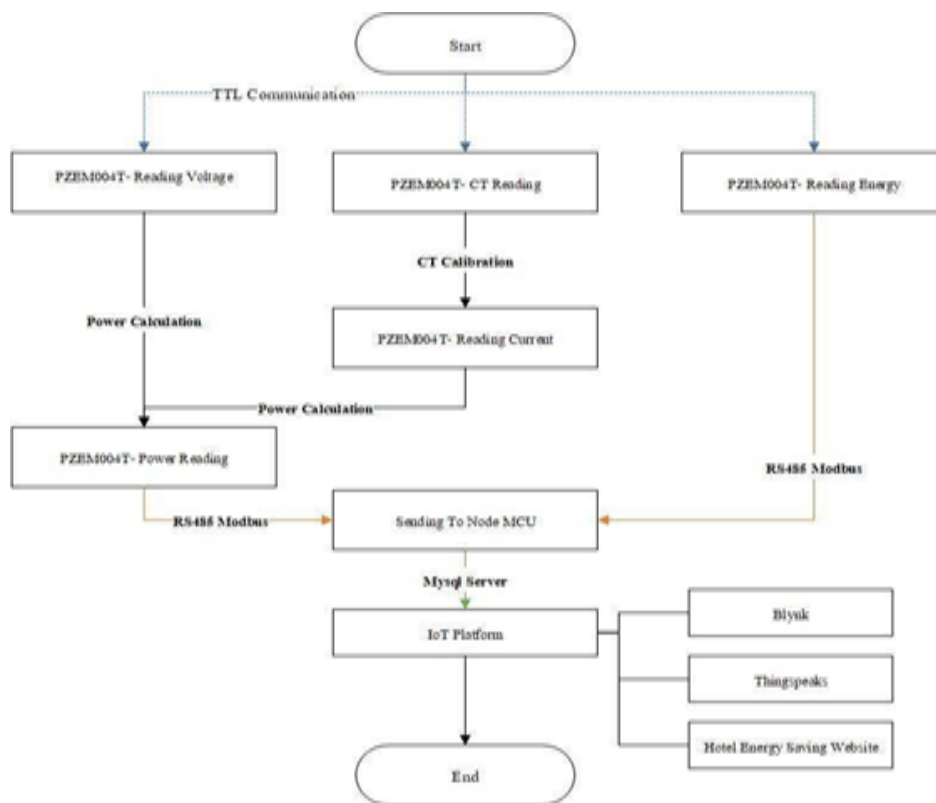 Start
TTL Communication
PZEM004T- Reading Voltage
PZEM004T- CT Reading
PZEM004T- Reading Energy
CT Calibration
Power Calculation
PZEM004T- Reading Current
Power Calculation
PZEM004T- Power Reading
RS485 Modbus
RS485 Modbus
Sending To Node MCU
Mysql Server
Blynk
IoT Platform
Thingspeaks
Hotel Energy Saving Website
End